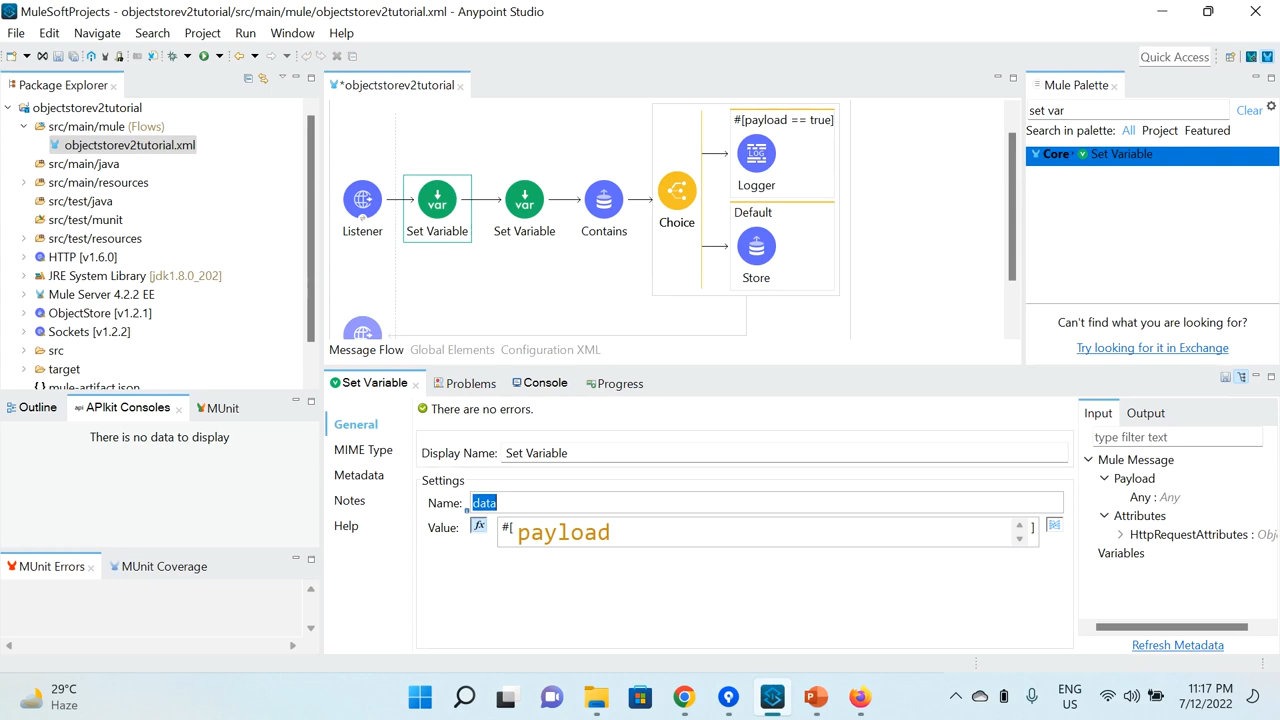 MuleSoftProjects - objectstorev2tutorial/src/main/mule/objectstorev2tutorial.xml - Anypoint Studio
File Edit Navigate Search Project Run Window Help
Quick Access
Package Explorer
objectstorev2tutorial
src/main/mule (Flows)
objectstorev2tutorial.xml
src/main/java
src/main/resources
src/test/java
src/test/munit
src/test/resources
HTTP [v1.6.0]
JRE System Library [jdk1.8.0_202]
Mule Server 4.2.2 EE
ObjectStore [v1.2.1]
Sockets [v1.2.2]
src
target
mule-artifact.json
*objectstorev2tutorial
Listener
var
Set Variable
var
Set Variable
Contains
Choice
#[payload == true]
LOG
Logger
Default
Store
Message Flow Global Elements Configuration XML
Mule Palette
set var
Clear
Search in palette: All Project Featured
Core Set Variable
Can't find what you are looking for?
Try looking for it in Exchange
Outline APIkit Consoles MUnit
There is no data to display
MUnit Errors MUnit Coverage
Set Variable Problems Console Progress
General
MIME Type
Metadata
Notes
Help
There are no errors.
Display Name: Set Variable
Settings
Name: data
Value: fx #[ payload ]
Input Output
type filter text
Mule Message
Payload
Any : Any
Attributes
HttpRequestAttributes : Obj
Variables
Refresh Metadata
29°C
Haze
ENG
US
11:17 PM
7/12/2022